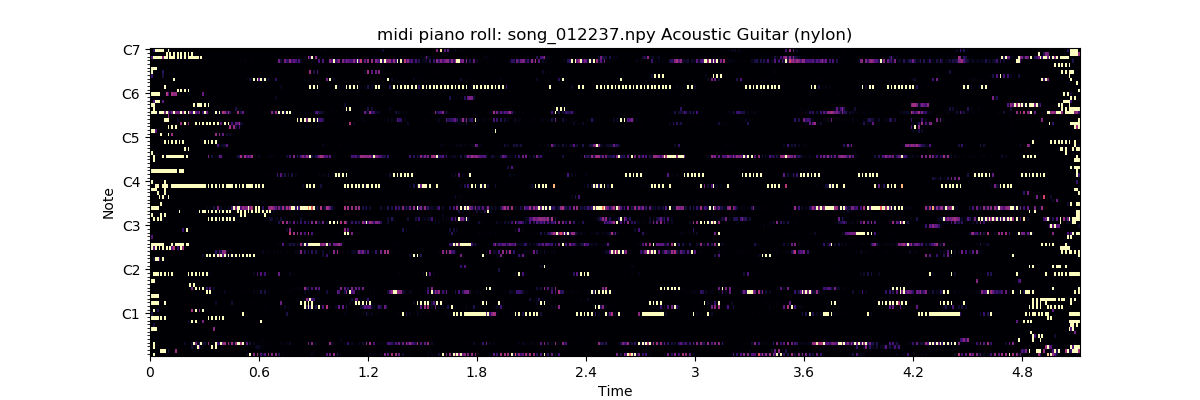 midi piano roll: song_012237.npy Acoustic Guitar (nylon)
C7
C6
C5
C4
C3
C2
C1
Note
0 0.6 1.2 1.8 2.4 3 3.6 4.2 4.8
Time